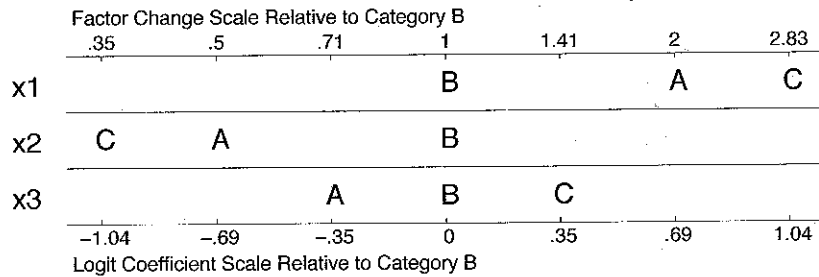 Factor Change Scale Relative to Category B
.35 .5 .71 1 1.41 2 2.83
x1 B A C
x2 C A B
x3 A B C
−1.04 −.69 −.35 0 .35 .69 1.04
Logit Coefficient Scale Relative to Category B